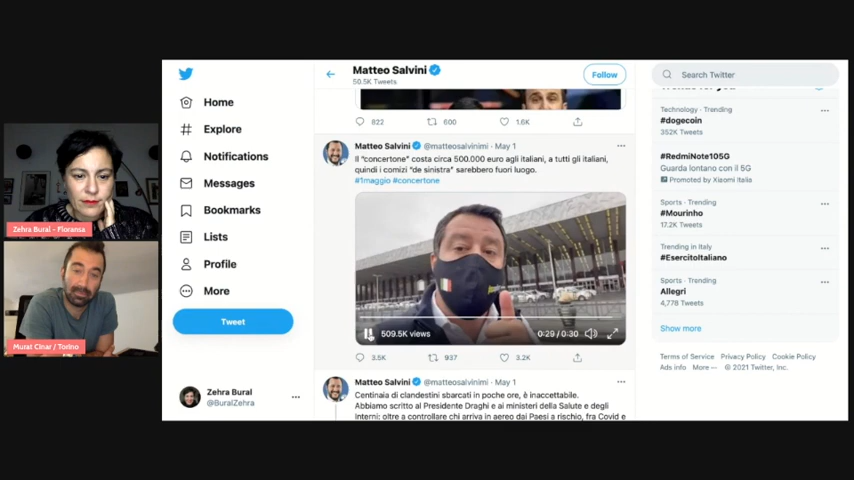 Zehra Bural - Floransa
Murat Cinar / Torino
Home
Explore
Notifications
Messages
Bookmarks
Lists
Profile
More
Tweet
Zehra Bural
@BuralZehra
Matteo Salvini
50.5K Tweets
Follow
822 600 1.6K
Matteo Salvini @matteosalvinimi · May 1
Il "concertone" costa circa 500.000 euro agli italiani, a tutti gli italiani,
quindi i comizi "de sinistra" sarebbero fuori luogo.
#1maggio #concertone
509.5K views
0:29 / 0:30
3.5K 937 3.2K
Matteo Salvini @matteosalvinimi · May 1
Centinaia di clandestini sbarcati in poche ore, è inaccettabile.
Abbiamo scritto al Presidente Draghi e ai ministeri della Salute e degli
Interni: oltre a controllare chi arriva in aereo dai Paesi a rischio, fra Covid e
Search Twitter
Technology · Trending
#dogecoin
352K Tweets
#RedmiNote105G
Guarda lontano con il 5G
Promoted by Xiaomi Italia
Sports · Trending
#Mourinho
17.2K Tweets
Trending in Italy
#EsercitoItaliano
Sports · Trending
Allegri
4,778 Tweets
Show more
Terms of Service Privacy Policy Cookie Policy
Ads info More © 2021 Twitter, Inc.